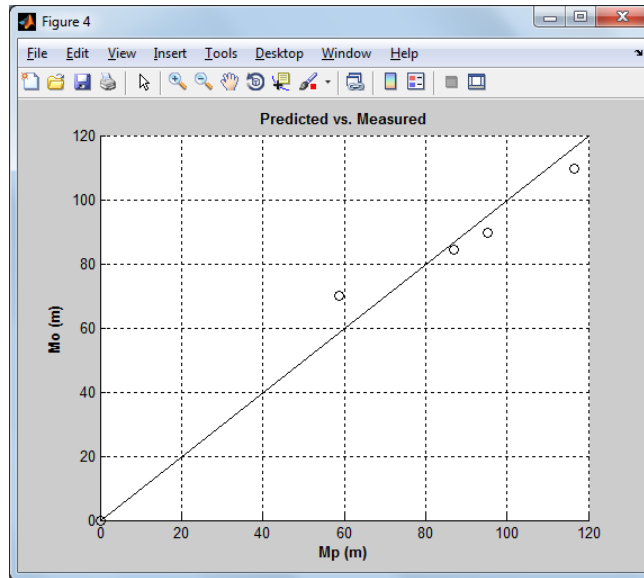 Figure 4
File Edit View Insert Tools Desktop Window Help
Predicted vs. Measured
120
100
80
60
40
20
0
Mo (m)
0 20 40 60 80 100 120
Mp (m)